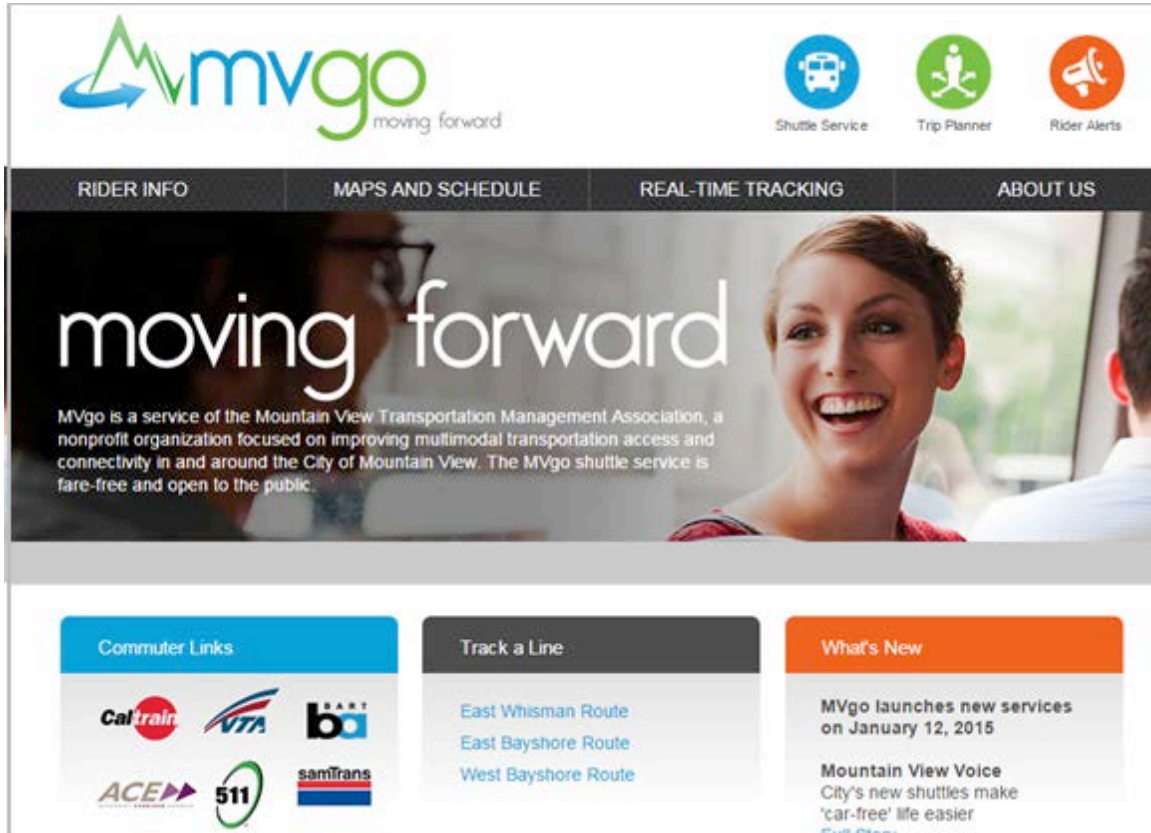 mvgo
moving forward
Shuttle Service
Trip Planner
Rider Alerts
RIDER INFO
MAPS AND SCHEDULE
REAL-TIME TRACKING
ABOUT US
moving forward
MVgo is a service of the Mountain View Transportation Management Association, a
nonprofit organization focused on improving multimodal transportation access and
connectivity in and around the City of Mountain View. The MVgo shuttle service is
fare-free and open to the public.
Commuter Links
Caltrain
VTA
BART
ba
ACE
511
samTrans
Track a Line
East Whisman Route
East Bayshore Route
West Bayshore Route
What's New
MVgo launches new services
on January 12, 2015
Mountain View Voice
City's new shuttles make
'car-free' life easier
Full Story